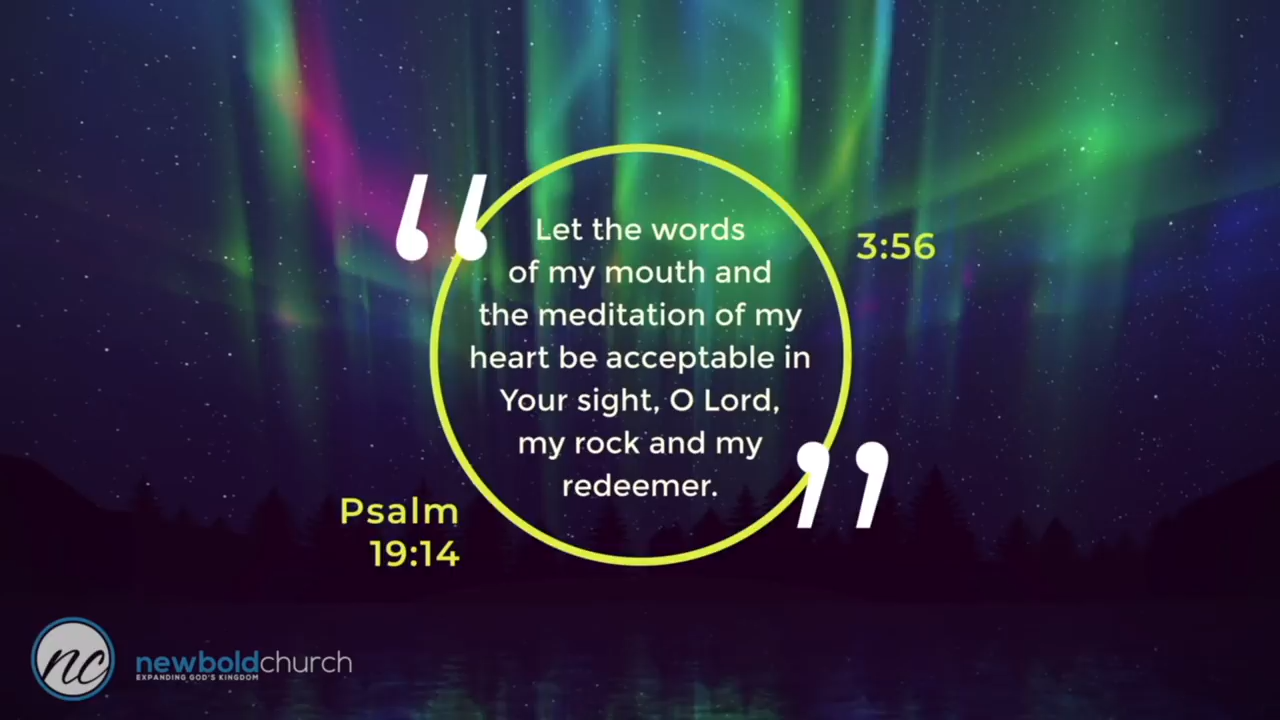 Let the words
of my mouth and
the meditation of my
heart be acceptable in
Your sight, O Lord,
my rock and my
redeemer.
3:56
Psalm
19:14
nc
newboldchurch
EXPANDING GOD'S KINGDOM